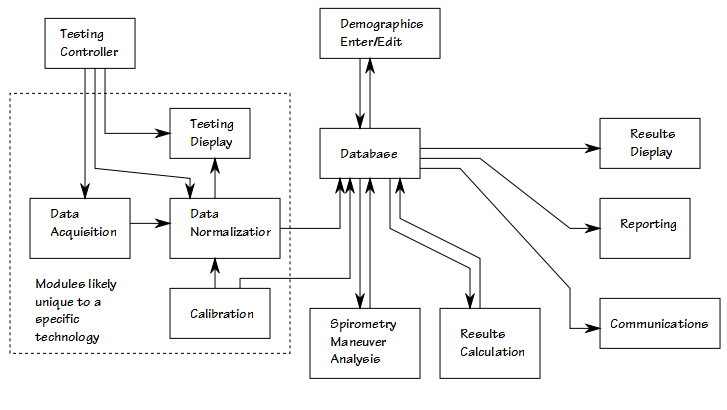 Testing
Controller
Demographics
Enter/Edit
Testing
Display
Database
Results
Display
Data
Acquisition
Data
Normalization
Reporting
Modules likely
unique to a
specific
technology
Calibration
Spirometry
Maneuver
Analysis
Results
Calculation
Communications